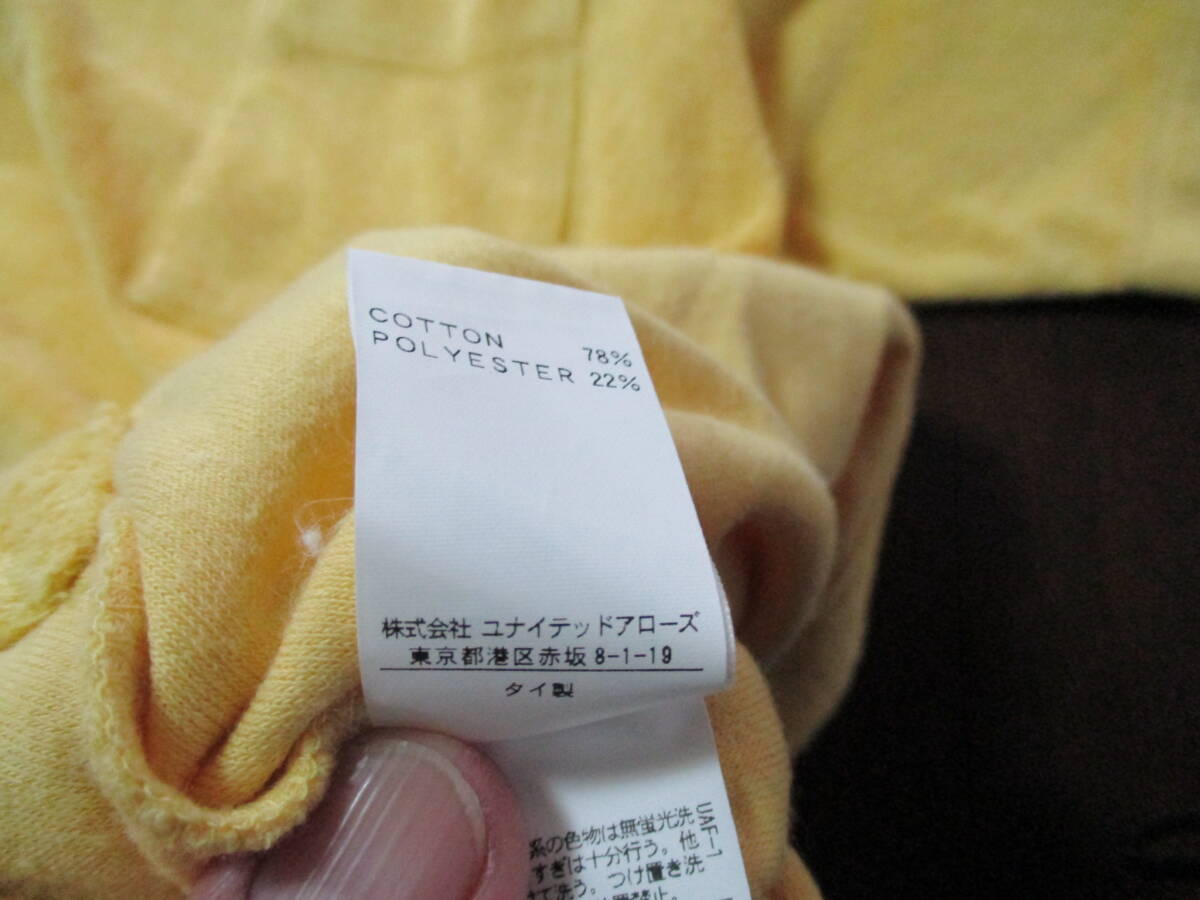 COTTON 78%
POLYESTER 22%
株式会社 ユナイテッドアローズ
東京都港区赤坂8-1-19
タイ製
系の色物は無蛍光洗
すぎは十分行う。他
て洗う。つけ置き洗
禁止。
UAF-1